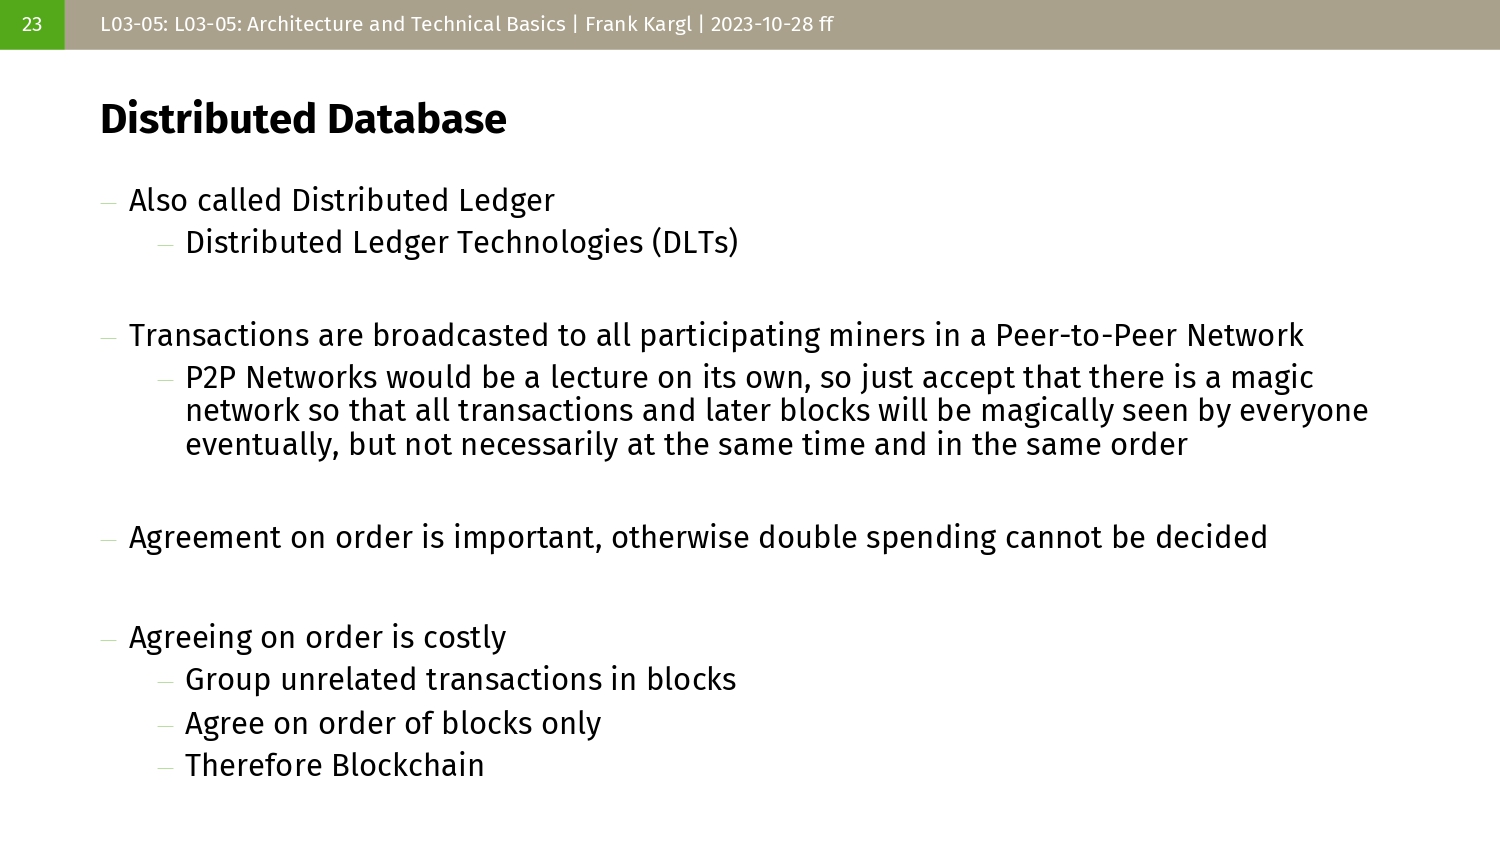 23
L03-05: L03-05: Architecture and Technical Basics | Frank Kargl | 2023-10-28 ff
Distributed Database
– Also called Distributed Ledger
– Distributed Ledger Technologies (DLTs)
– Transactions are broadcasted to all participating miners in a Peer-to-Peer Network
– P2P Networks would be a lecture on its own, so just accept that there is a magic
network so that all transactions and later blocks will be magically seen by everyone
eventually, but not necessarily at the same time and in the same order
– Agreement on order is important, otherwise double spending cannot be decided
– Agreeing on order is costly
– Group unrelated transactions in blocks
– Agree on order of blocks only
– Therefore Blockchain